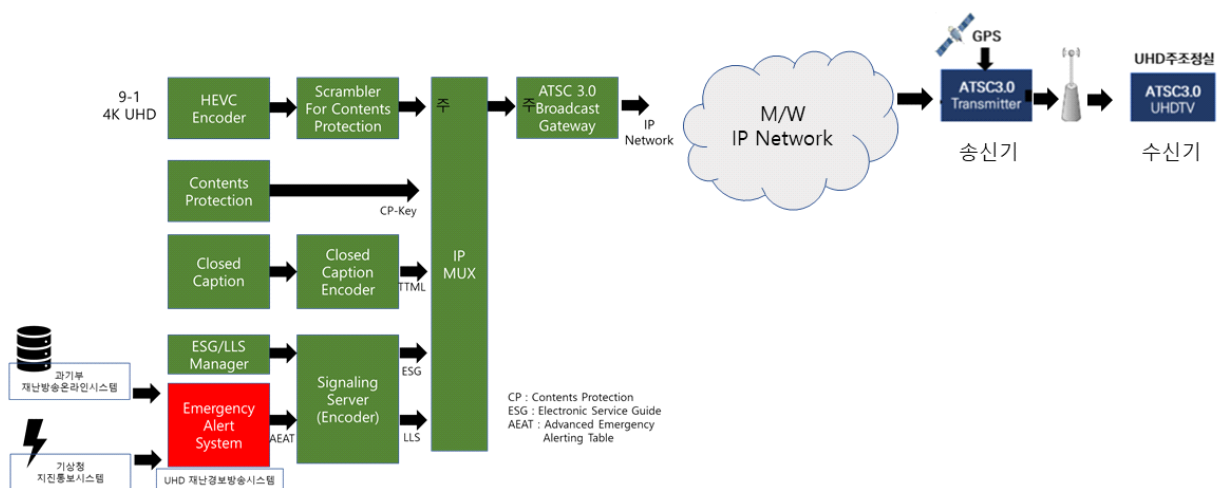 GPS
UHD주조정실
9-1
4K UHD
HEVC
Encoder
Scrambler
For Contents
Protection
주
주
ATSC 3.0
Broadcast
Gateway
IP
Network
M/W
IP Network
ATSC3.0
Transmitter
송신기
ATSC3.0
UHDTV
수신기
Contents
Protection
CP-Key
IP
MUX
Closed
Caption
Closed
Caption
Encoder
TTML
ESG/LLS
Manager
Signaling
Server
(Encoder)
ESG
LLS
과기부
재난방송온라인시스템
Emergency
Alert
System
AEAT
기상청
지진통보시스템
UHD 재난경보방송시스템
CP : Contents Protection
ESG : Electronic Service Guide
AEAT : Advanced Emergency
Alerting Table